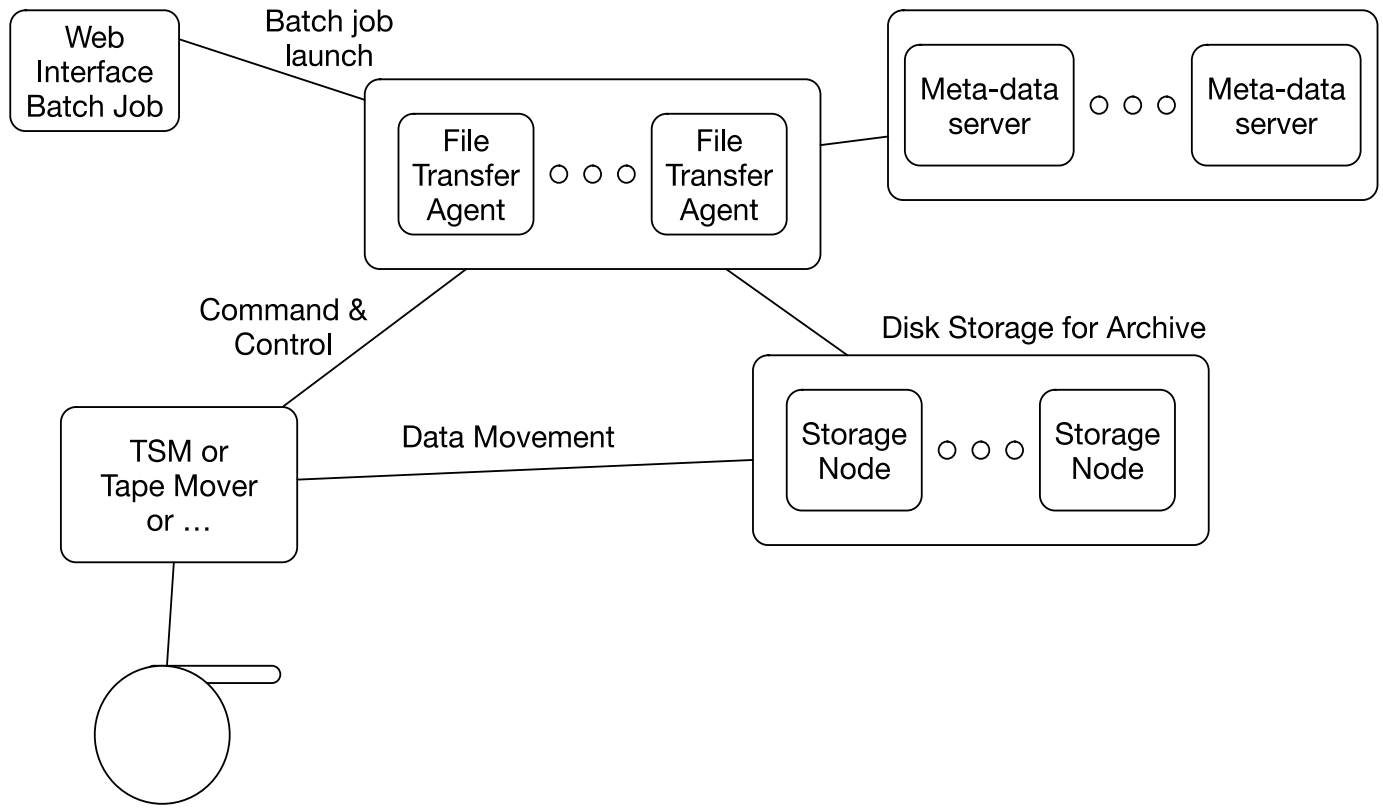 Web
Interface
Batch Job
Batch job
launch
File
Transfer
Agent
File
Transfer
Agent
Meta-data
server
Meta-data
server
Command &
Control
Disk Storage for Archive
TSM or
Tape Mover
or …
Data Movement
Storage
Node
Storage
Node